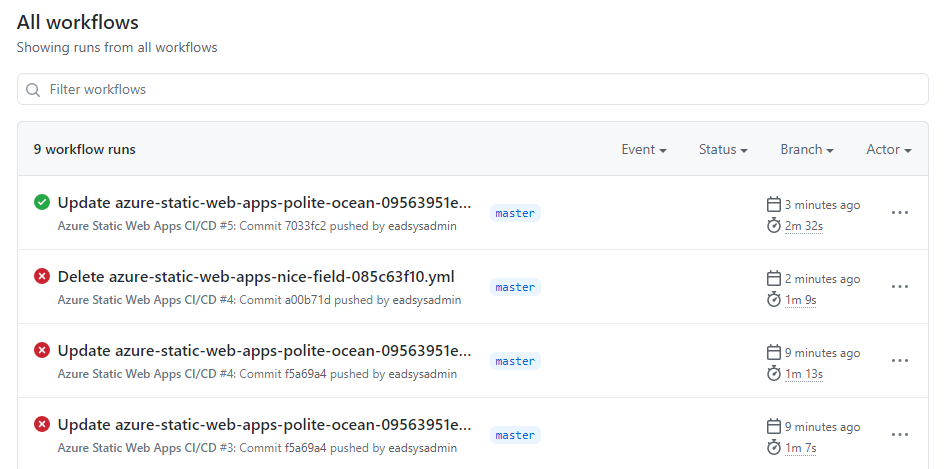 All workflows
Showing runs from all workflows
Filter workflows
9 workflow runs Event Status Branch Actor
Update azure-static-web-apps-polite-ocean-09563951e... master 3 minutes ago
Azure Static Web Apps CI/CD #5: Commit 7033fc2 pushed by eadsysadmin 2m 32s
Delete azure-static-web-apps-nice-field-085c63f10.yml master 2 minutes ago
Azure Static Web Apps CI/CD #4: Commit a00b71d pushed by eadsysadmin 1m 9s
Update azure-static-web-apps-polite-ocean-09563951e... master 9 minutes ago
Azure Static Web Apps CI/CD #4: Commit f5a69a4 pushed by eadsysadmin 1m 13s
Update azure-static-web-apps-polite-ocean-09563951e... master 9 minutes ago
Azure Static Web Apps CI/CD #3: Commit f5a69a4 pushed by eadsysadmin 1m 7s